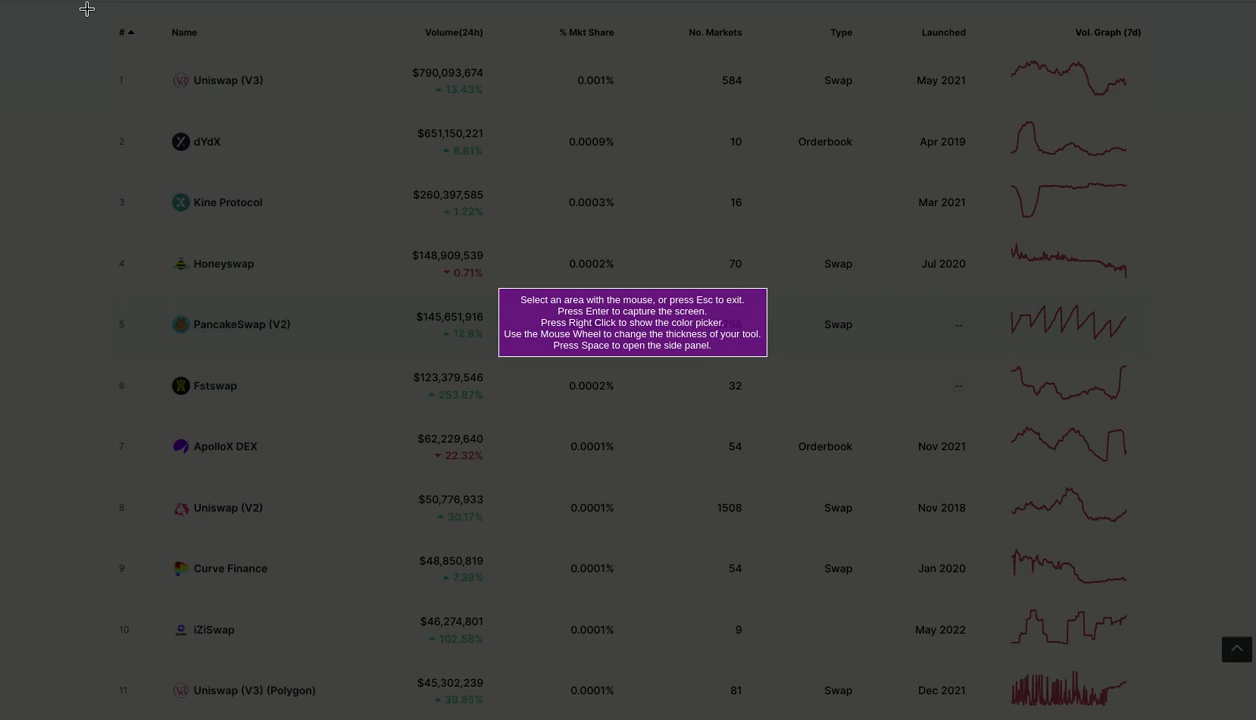 # Name Volume(24h) % Mkt Share No. Markets Type Launched Vol. Graph (7d)
1 Uniswap (V3) $790,093,674 0.001% 584 Swap May 2021
13.43%
2 dYdX $651,150,221 0.0009% 10 Orderbook Apr 2019
8.81%
3 Kine Protocol $260,397,585 0.0003% 16 Mar 2021
1.22%
4 Honeyswap $148,909,539 0.0002% 70 Swap Jul 2020
0.71%
Select an area with the mouse, or press Esc to exit.
Press Enter to capture the screen.
Press Right Click to show the color picker.
Use the Mouse Wheel to change the thickness of your tool.
Press Space to open the side panel.
5 PancakeSwap (V2) $145,651,916 Swap --
12.8%
6 Fstswap $123,379,546 0.0002% 32 --
253.87%
7 ApolloX DEX $62,229,640 0.0001% 54 Orderbook Nov 2021
22.32%
8 Uniswap (V2) $50,776,933 0.0001% 1508 Swap Nov 2018
30.17%
9 Curve Finance $48,850,819 0.0001% 54 Swap Jan 2020
7.39%
10 iZiSwap $46,274,801 0.0001% 9 May 2022
102.58%
11 Uniswap (V3) (Polygon) $45,302,239 0.0001% 81 Swap Dec 2021
39.85%